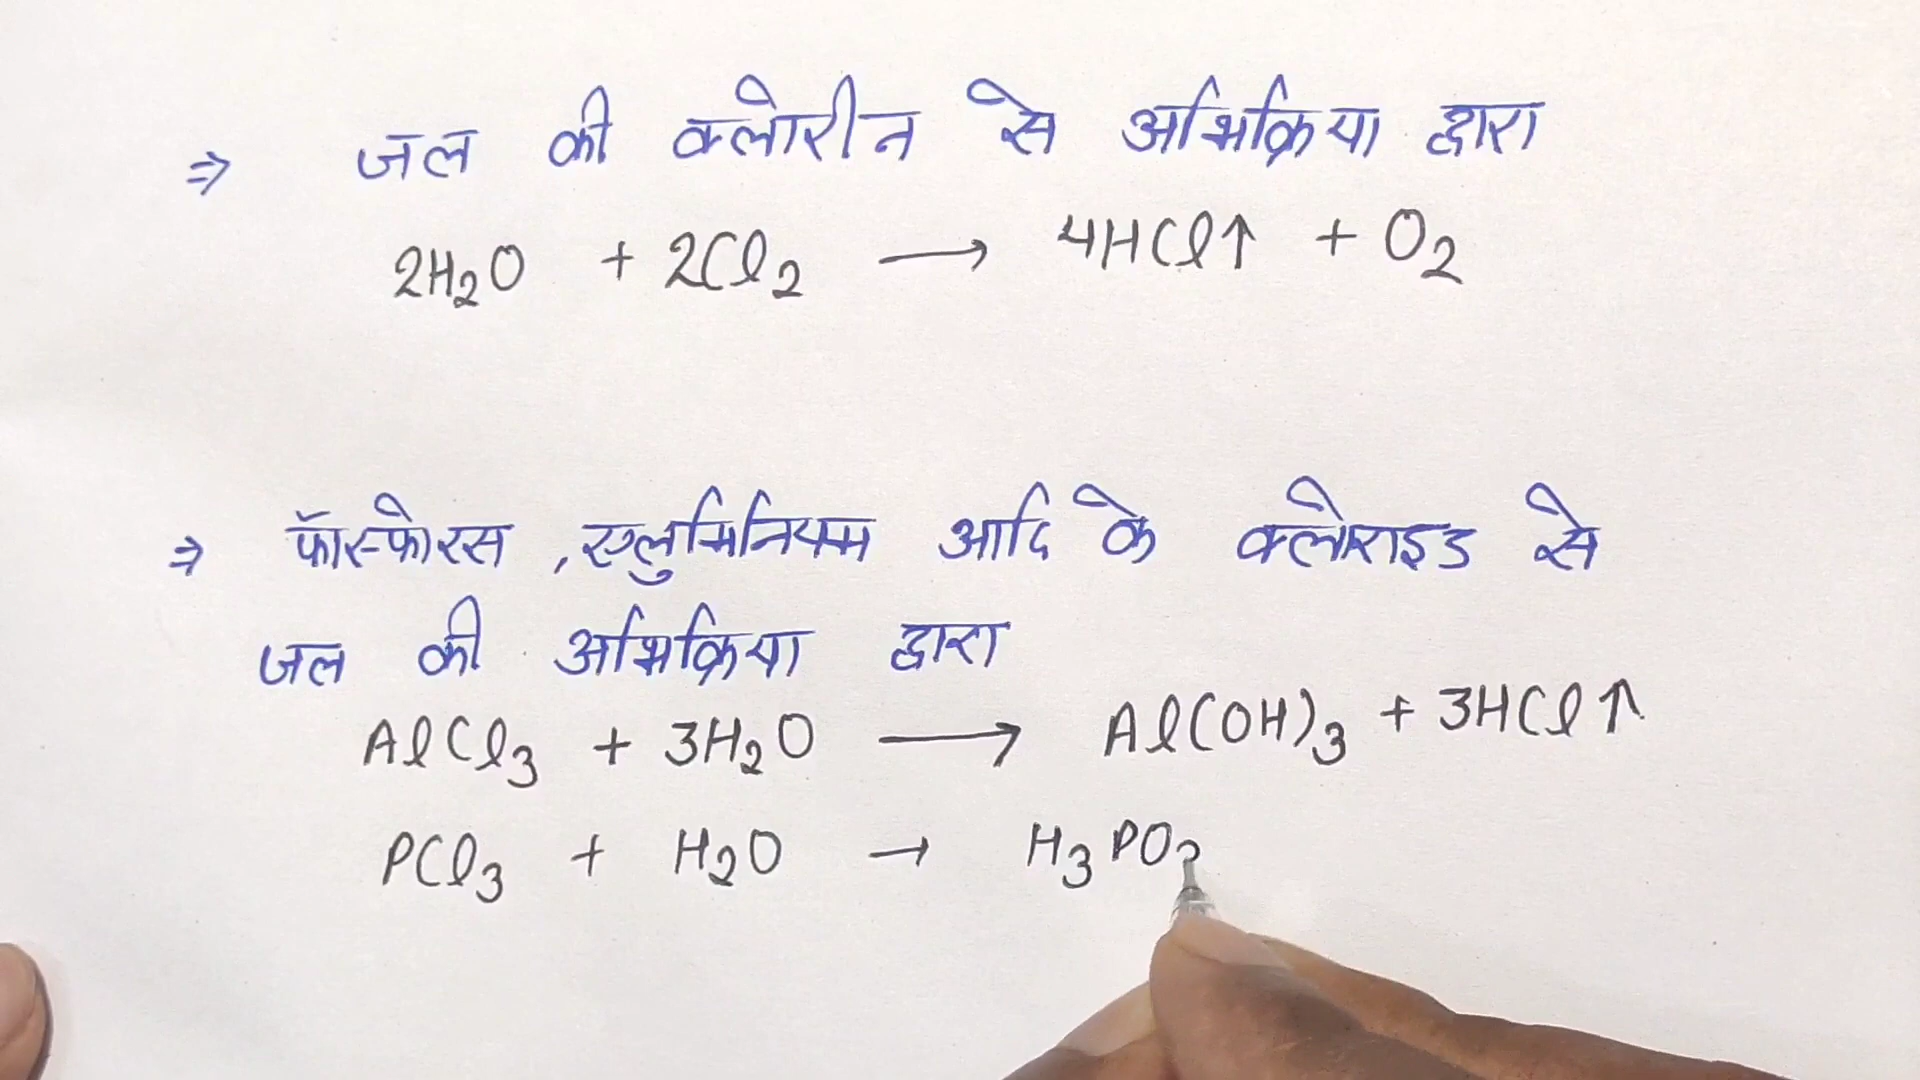 ⇒ जल की क्लोरीन से अभिक्रिया द्वारा
2H₂O + 2Cl₂ ⟶ 4HCl↑ + O₂
⇒ फॉस्फोरस , एलुमिनियम आदि के क्लोराइड से
जल की अभिक्रिया द्वारा
AlCl₃ + 3H₂O ⟶ Al(OH)₃ + 3HCl↑
PCl₃ + H₂O → H₃PO₃